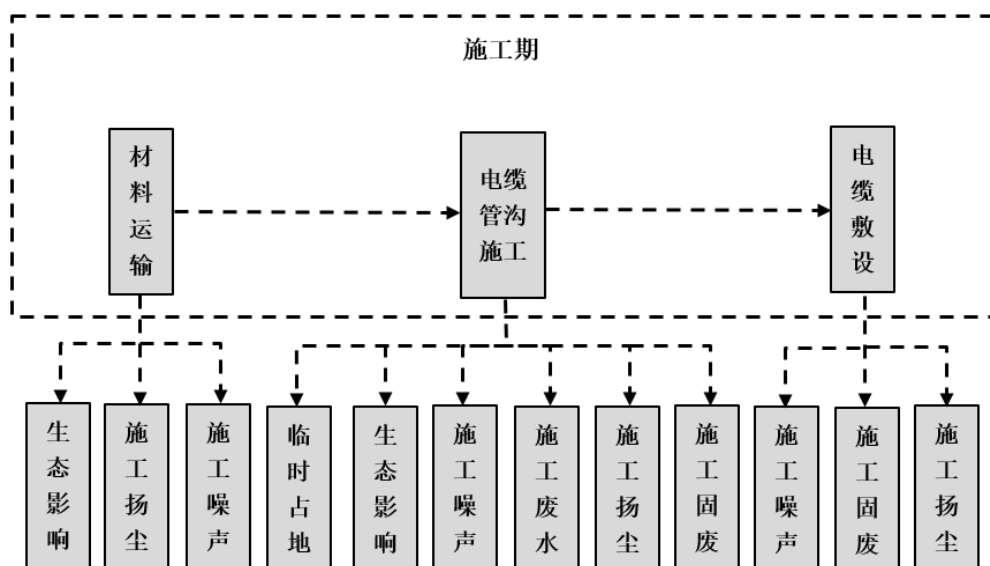 施工期
材料运输
电缆
管沟
施工
电缆敷设
生态影响
施工扬尘
施工噪声
临时占地
生态影响
施工噪声
施工废水
施工扬尘
施工固废
施工噪声
施工固废
施工扬尘